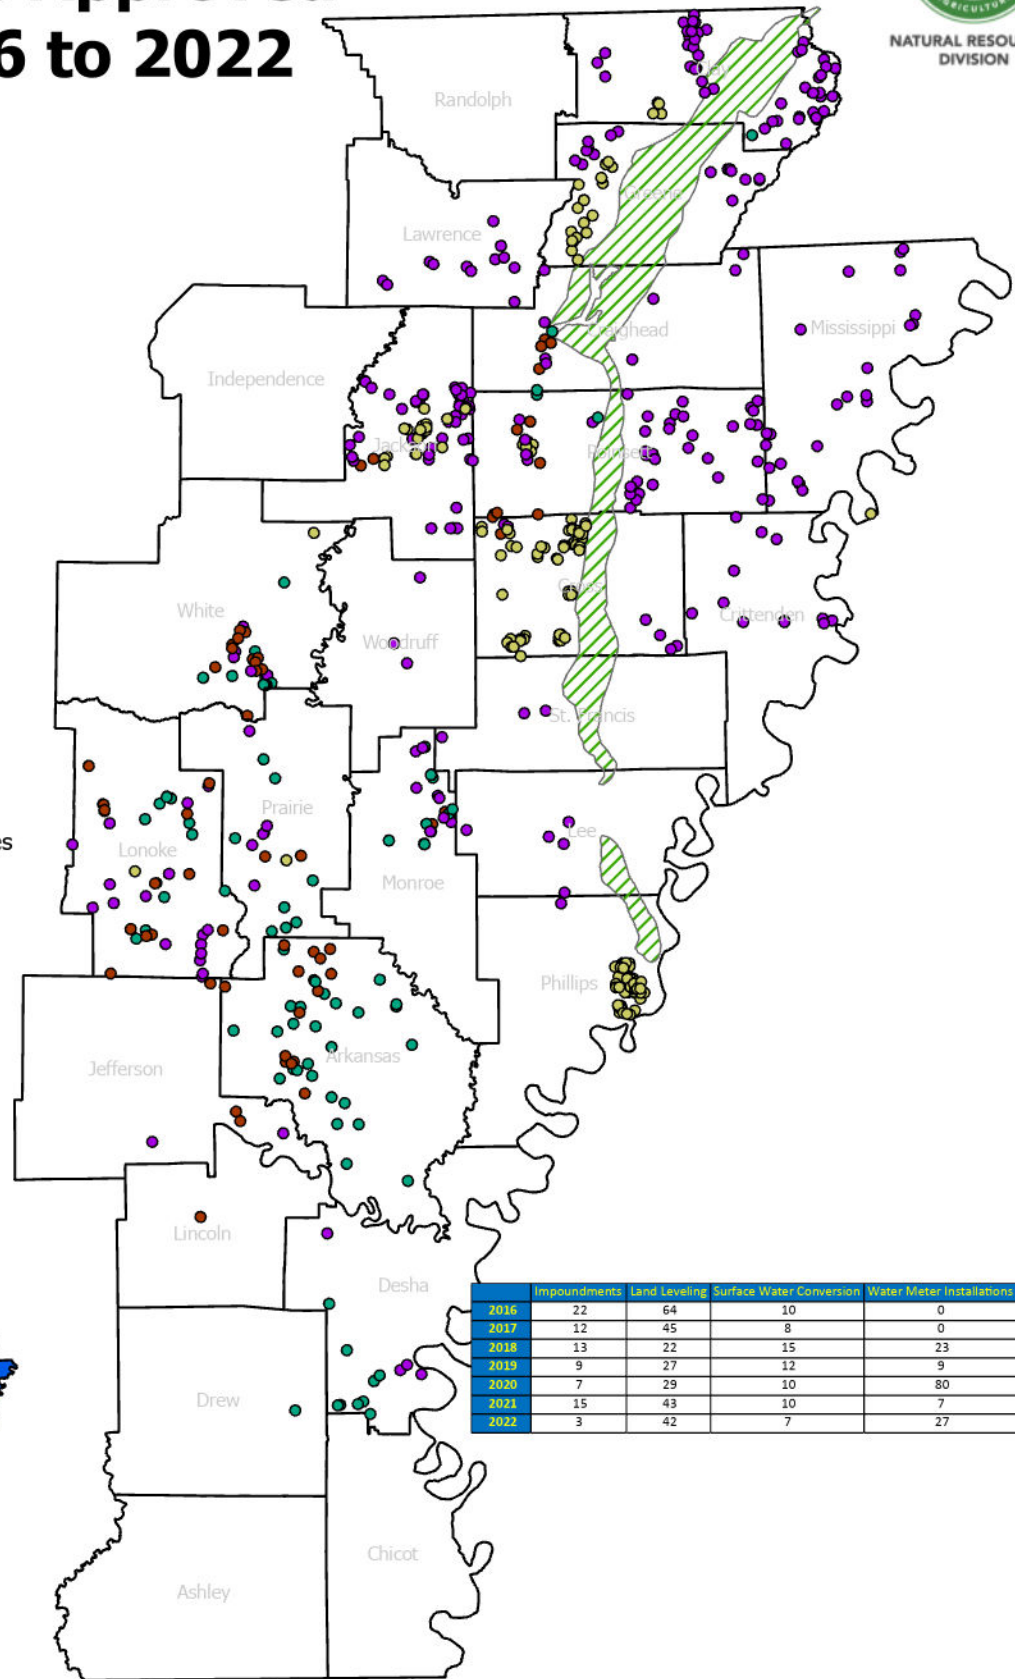 6 to 2022
NATURAL RESOU
DIVISION
Clay
Randolph
Greene
Lawrence
Craighead
Mississippi
Independence
Jackson
Poinsett
Cross
White
Woodruff
Crittenden
St. Francis
Prairie
Lee
es
Lonoke
Monroe
Phillips
Arkansas
Jefferson
Lincoln
Desha
Impoundments Land Leveling Surface Water Conversion Water Meter Installations
2016 22 64 10 0
2017 12 45 8 0
2018 13 22 15 23
2019 9 27 12 9
2020 7 29 10 80
2021 15 43 10 7
2022 3 42 7 27
Drew
Chicot
Ashley